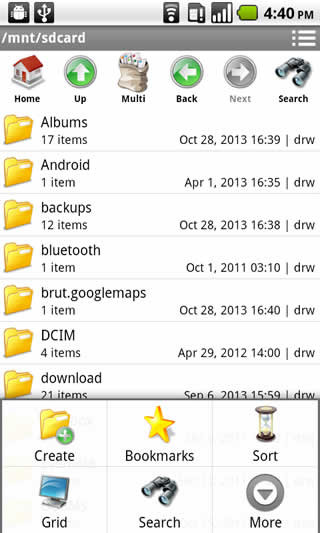 4:40 PM
/mnt/sdcard
Home Up Multi Back Next Search
Albums
17 items Oct 28, 2013 16:39 | drw
Android
1 item Apr 1, 2013 16:35 | drw
backups
12 items Oct 28, 2013 16:38 | drw
bluetooth
1 item Oct 1, 2011 03:10 | drw
brut.googlemaps
1 item Oct 28, 2013 16:40 | drw
DCIM
4 items Apr 29, 2012 14:00 | drw
download
21 items Sep 6, 2013 15:59 | drw
Create Bookmarks Sort
Grid Search More